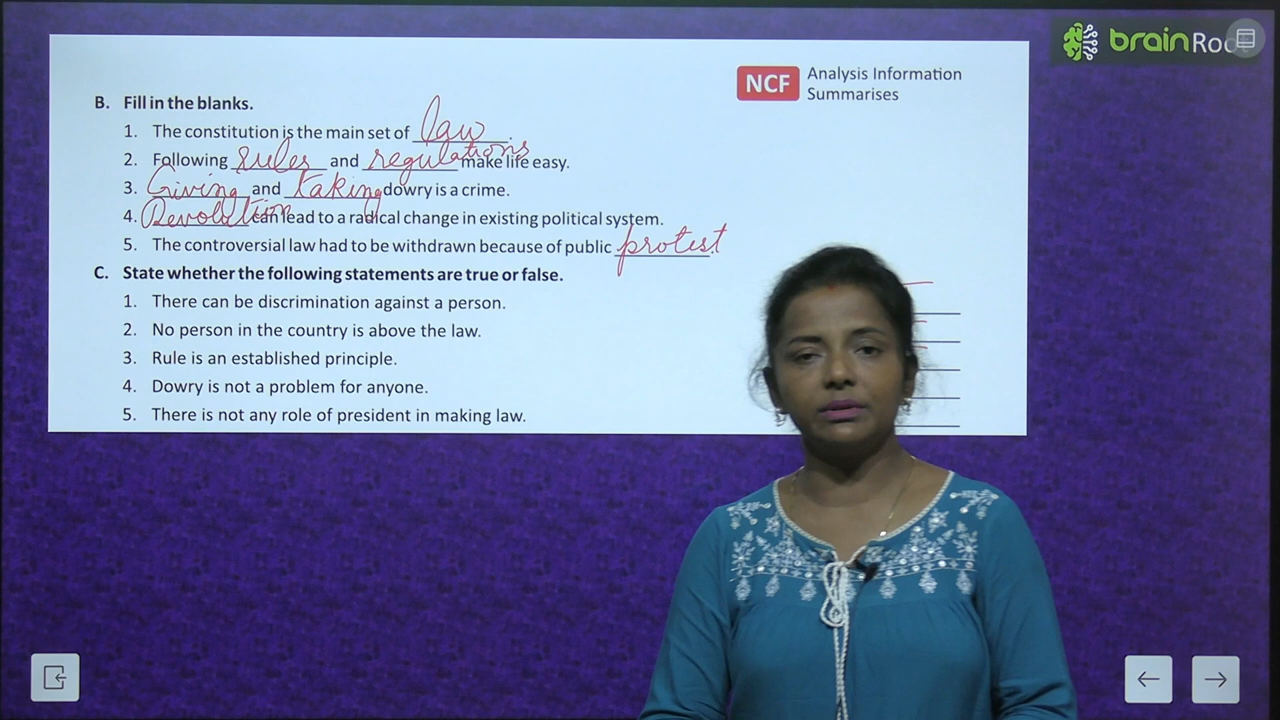 brainRoot
NCF Analysis Information
Summarises
B. Fill in the blanks.
1. The constitution is the main set of law.
2. Following rules and regulations make life easy.
3. Giving and taking dowry is a crime.
4. Revolution can lead to a radical change in existing political system.
5. The controversial law had to be withdrawn because of public protest.
C. State whether the following statements are true or false.
1. There can be discrimination against a person.
2. No person in the country is above the law.
3. Rule is an established principle.
4. Dowry is not a problem for anyone.
5. There is not any role of president in making law.